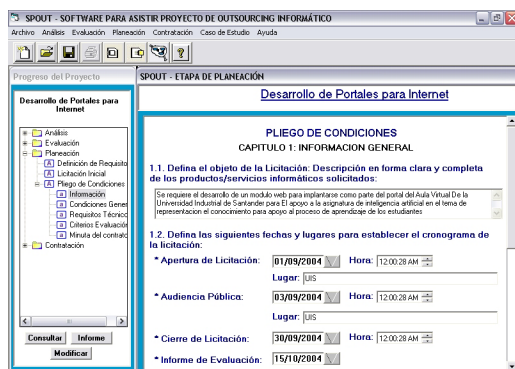 SPOUT - SOFTWARE PARA ASISTIR PROYECTO DE OUTSOURCING INFORMÁTICO
Archivo Análisis Evaluación Planeación Contratación Caso de Estudio Ayuda
Progreso del Proyecto
SPOUT - ETAPA DE PLANEACIÓN
Desarrollo de Portales para
Internet
Análisis
Evaluación
Planeación
Definición de Requisito
Licitación Inicial
Pliego de Condiciones
Información
Condiciones Gener
Requisitos Técnico
Criterios Evaluación
Minuta del contrato
Contratación
Consultar Informe
Modificar
Desarrollo de Portales para Internet
PLIEGO DE CONDICIONES
CAPITULO 1: INFORMACION GENERAL
1.1. Defina el objeto de la Licitación: Descripción en forma clara y completa
de los productos/servicios informáticos solicitados:
Se requiere el desarrollo de un modulo web para implantarse como parte del portal del Aula Virtual De la
Universidad Industrial de Santander para El apoyo a la asignatura de inteligencia artificial en el tema de
representacion el conocimiento para apoyo al proceso de aprendizaje de los estudiantes
1.2. Defina las siguientes fechas y lugares para establecer el cronograma de
la licitación:
* Apertura de Licitación: 01/09/2004 Hora: 12:00:28 AM
Lugar: UIS
* Audiencia Pública: 03/09/2004 Hora: 12:00:28 AM
Lugar: UIS
* Cierre de Licitación: 30/09/2004 Hora: 12:00:28 AM
* Informe de Evaluación: 15/10/2004